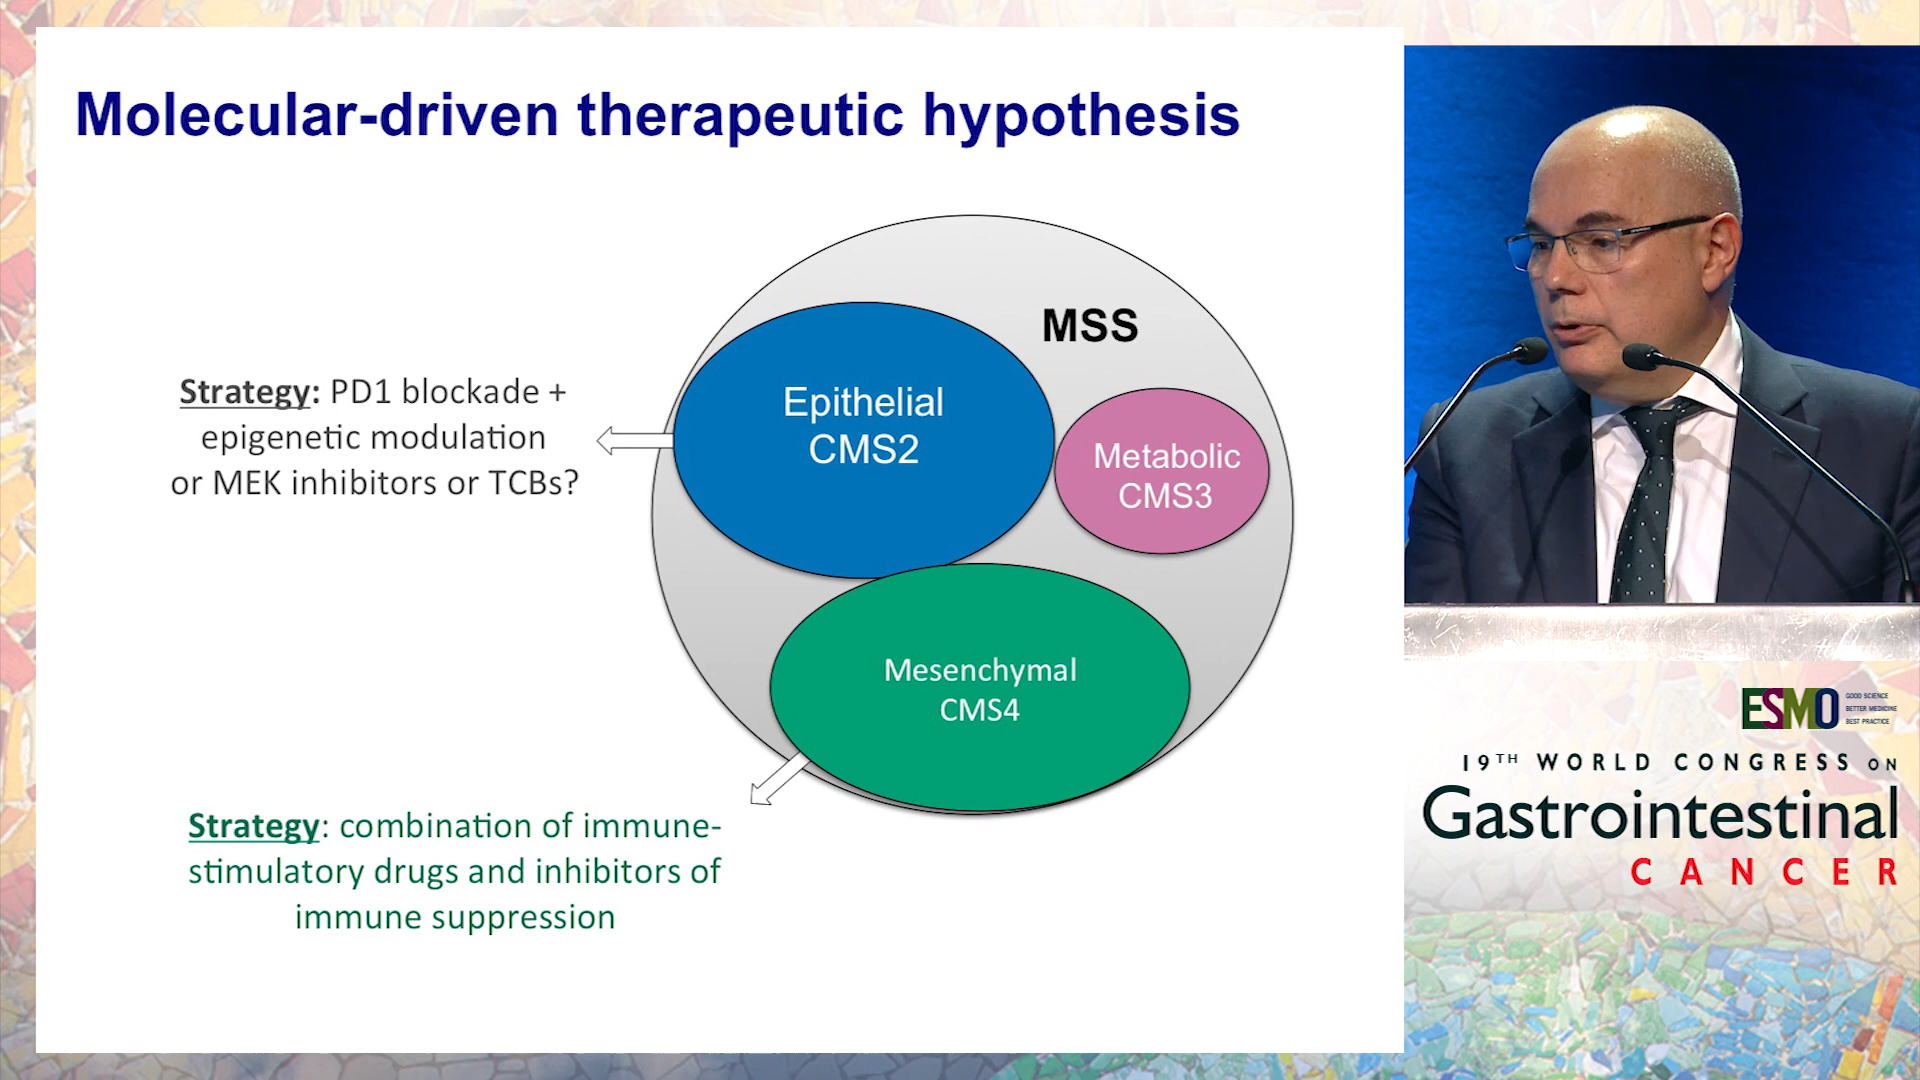 Molecular-driven therapeutic hypothesis
MSS
Epithelial
CMS2
Metabolic
CMS3
Mesenchymal
CMS4
Strategy: PD1 blockade +
epigenetic modulation
or MEK inhibitors or TCBs?
Strategy: combination of immune-
stimulatory drugs and inhibitors of
immune suppression
ESMO
GOOD SCIENCE
BETTER MEDICINE
BEST PRACTICE
19TH WORLD CONGRESS ON
Gastrointestinal
CANCER